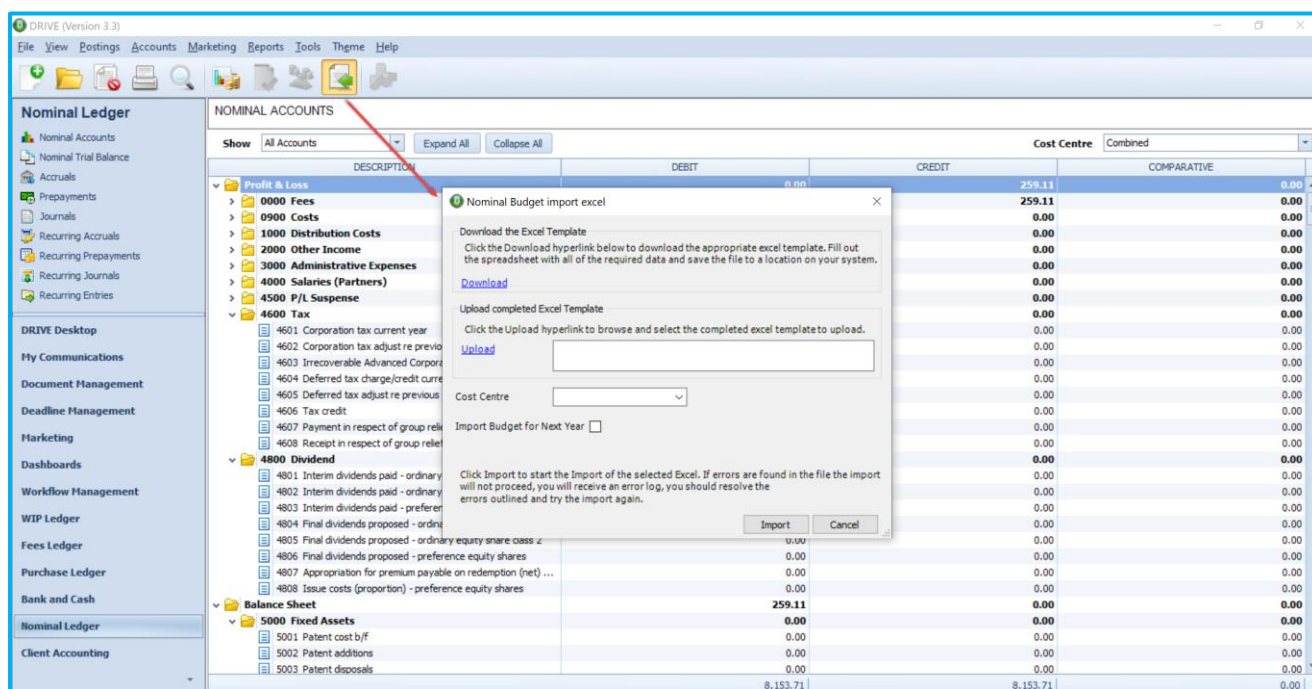 DRIVE (Version 3.3)
File View Postings Accounts Marketing Reports Tools Theme Help
Nominal Ledger
Nominal Accounts
Nominal Trial Balance
Accruals
Prepayments
Journals
Recurring Accruals
Recurring Prepayments
Recurring Journals
Recurring Entries
DRIVE Desktop
My Communications
Document Management
Deadline Management
Marketing
Dashboards
Workflow Management
WIP Ledger
Fees Ledger
Purchase Ledger
Bank and Cash
Nominal Ledger
Client Accounting
NOMINAL ACCOUNTS
Show All Accounts Expand All Collapse All Cost Centre Combined
DESCRIPTION DEBIT CREDIT COMPARATIVE
Profit & Loss 0.00 259.11 0.00
0000 Fees 259.11 0.00
0900 Costs 0.00 0.00
1000 Distribution Costs 0.00 0.00
2000 Other Income 0.00 0.00
3000 Administrative Expenses 0.00 0.00
4000 Salaries (Partners) 0.00 0.00
4500 P/L Suspense 0.00 0.00
4600 Tax 0.00 0.00
4601 Corporation tax current year 0.00 0.00
4602 Corporation tax adjust re previo 0.00 0.00
4603 Irrecoverable Advanced Corpora 0.00 0.00
4604 Deferred tax charge/credit curre 0.00 0.00
4605 Deferred tax adjust re previous 0.00 0.00
4606 Tax credit 0.00 0.00
4607 Payment in respect of group reli 0.00 0.00
4608 Receipt in respect of group relief 0.00 0.00
4800 Dividend 0.00 0.00
4801 Interim dividends paid - ordinary 0.00 0.00
4802 Interim dividends paid - ordinary 0.00 0.00
4803 Interim dividends paid - preferen 0.00 0.00
4804 Final dividends proposed - ordina 0.00 0.00
4805 Final dividends proposed - ordinary equity share class 2 0.00 0.00 0.00
4806 Final dividends proposed - preference equity shares 0.00 0.00 0.00
4807 Appropriation for premium payable on redemption (net) ... 0.00 0.00 0.00
4808 Issue costs (proportion) - preference equity shares 0.00 0.00 0.00
Balance Sheet 259.11 0.00 0.00
5000 Fixed Assets 0.00 0.00 0.00
5001 Patent cost b/f 0.00 0.00 0.00
5002 Patent additions 0.00 0.00 0.00
5003 Patent disposals 0.00 0.00 0.00
8,153.71 8,153.71 0.00
Nominal Budget import excel
Download the Excel Template
Click the Download hyperlink below to download the appropriate excel template. Fill out
the spreadsheet with all of the required data and save the file to a location on your system.
Download
Upload completed Excel Template
Click the Upload hyperlink to browse and select the completed excel template to upload.
Upload
Cost Centre
Import Budget for Next Year
Click Import to start the Import of the selected Excel. If errors are found in the file the import
will not proceed, you will receive an error log, you should resolve the
errors outlined and try the import again.
Import Cancel